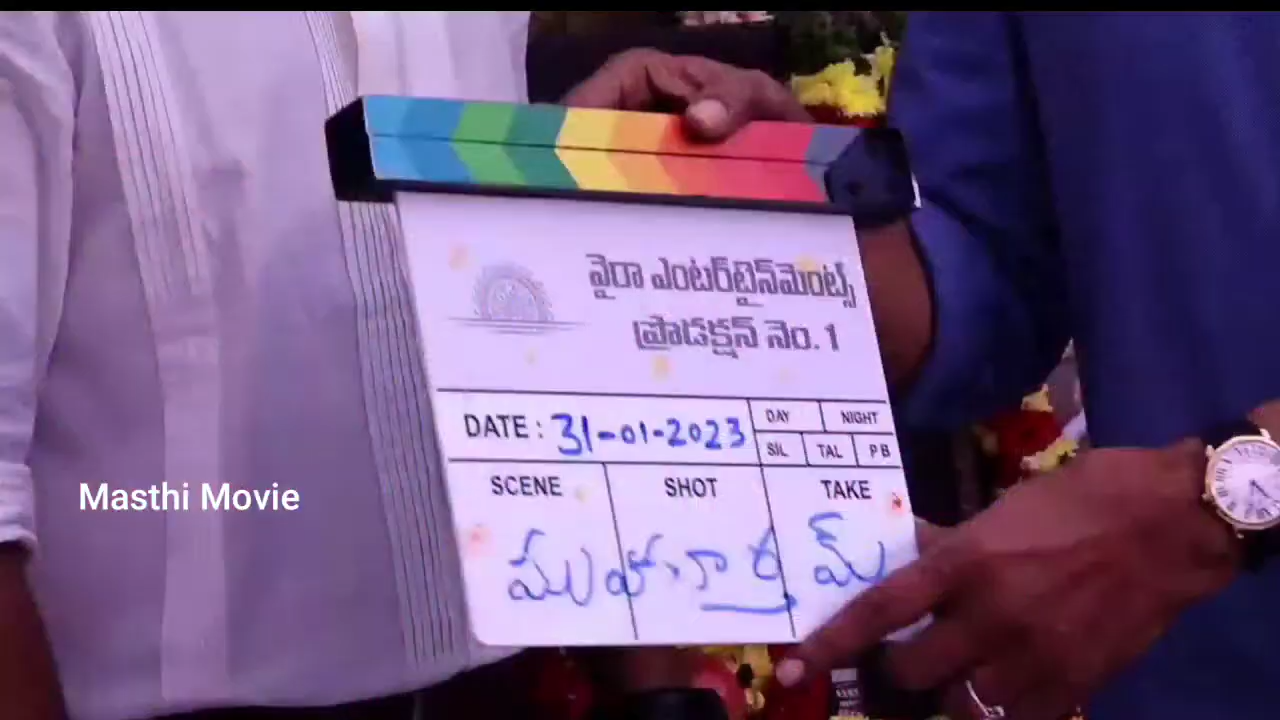 వైరా ఎంటర్‌టైన్‌మెంట్స్
ప్రొడక్షన్ నెం. 1
DATE : 31-01-2023
DAY NIGHT
SIL TAL PB
SCENE SHOT TAKE
ముహూర్తమ్
Masthi Movie